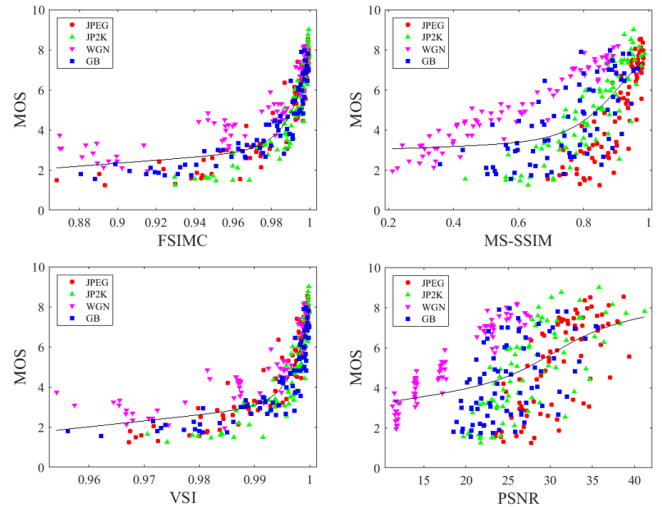 10
8
6
4
2
0
MOS
JPEG
JP2K
WGN
GB
0.88 0.9 0.92 0.94 0.96 0.98 1
FSIMC
10
8
6
4
2
0
MOS
JPEG
JP2K
WGN
GB
0.2 0.4 0.6 0.8 1
MS-SSIM
10
8
6
4
2
0
MOS
JPEG
JP2K
WGN
GB
0.96 0.97 0.98 0.99 1
VSI
10
8
6
4
2
0
MOS
JPEG
JP2K
WGN
GB
15 20 25 30 35 40
PSNR